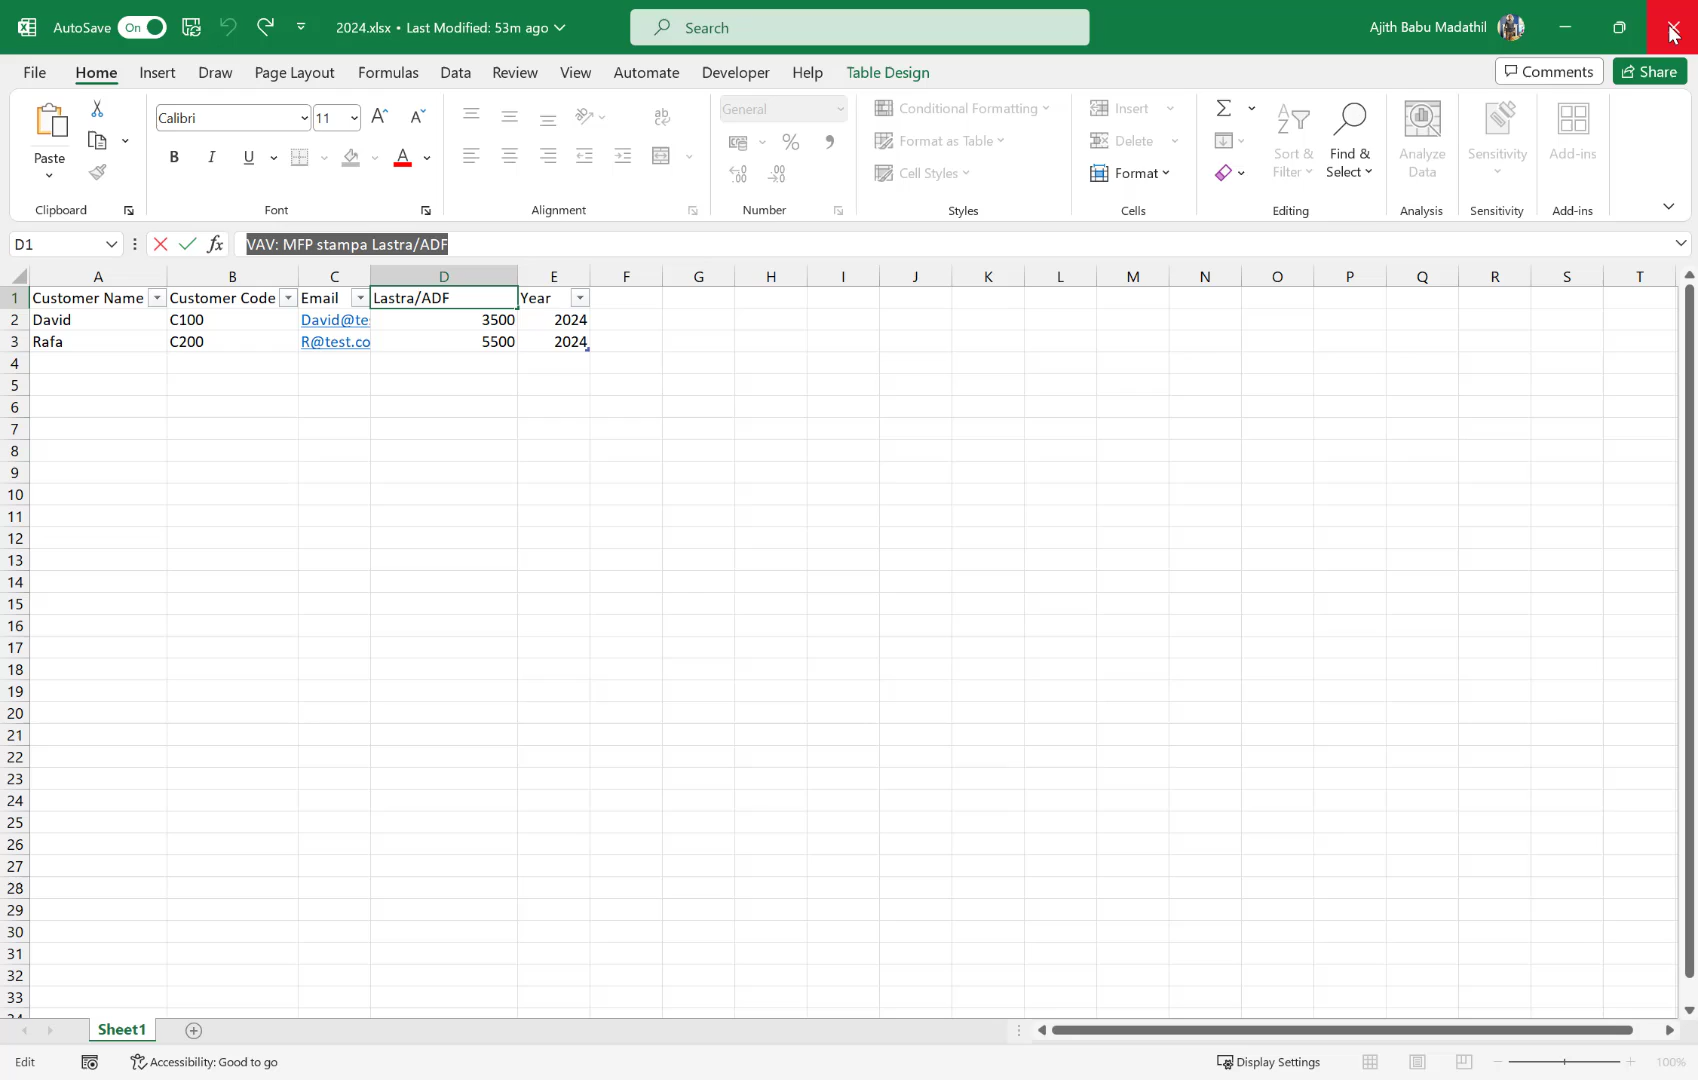 AutoSave On 2024.xlsx • Last Modified: 53m ago Search Ajith Babu Madathil
File Home Insert Draw Page Layout Formulas Data Review View Automate Developer Help Table Design Comments Share
Paste
Clipboard
Calibri 11
B I U A
Font
Alignment
General
% ,
Number
Conditional Formatting
Format as Table
Cell Styles
Styles
Insert
Delete
Format
Cells
Sort & Filter
Find & Select
Editing
Analyze Data
Analysis
Sensitivity
Sensitivity
Add-ins
Add-ins
D1 fx VAV: MFP stampa Lastra/ADF
A B C D E F G H I J K L M N O P Q R S T
1 Customer Name Customer Code Email Lastra/ADF Year
2 David C100 David@te 3500 2024
3 Rafa C200 R@test.co 5500 2024
4
5
6
7
8
9
10
11
12
13
14
15
16
17
18
19
20
21
22
23
24
25
26
27
28
29
30
31
32
33
Sheet1
Edit Accessibility: Good to go Display Settings 100%